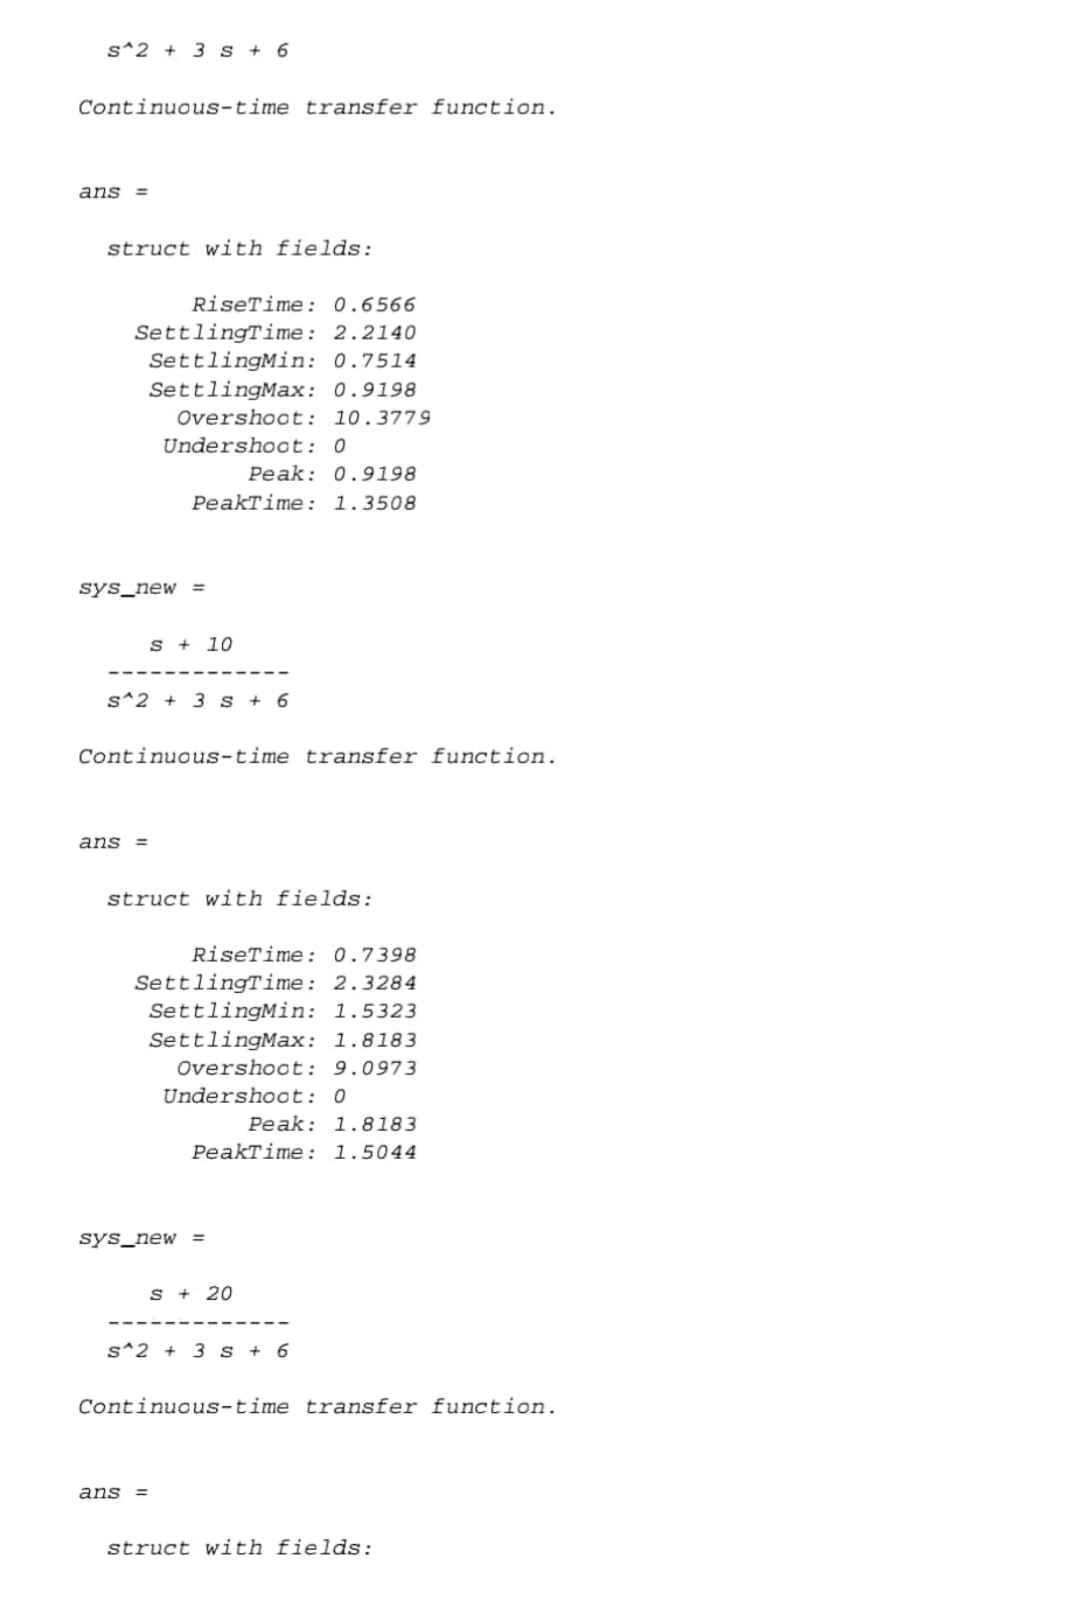 s^2 + 3 s + 6
Continuous-time transfer function.
ans =
struct with fields:
RiseTime: 0.6566
SettlingTime: 2.2140
SettlingMin: 0.7514
SettlingMax: 0.9198
Overshoot: 10.3779
Undershoot: 0
Peak: 0.9198
PeakTime: 1.3508
sys_new =
s + 10
-------------
s^2 + 3 s + 6
Continuous-time transfer function.
ans =
struct with fields:
RiseTime: 0.7398
SettlingTime: 2.3284
SettlingMin: 1.5323
SettlingMax: 1.8183
Overshoot: 9.0973
Undershoot: 0
Peak: 1.8183
PeakTime: 1.5044
sys_new =
s + 20
-------------
s^2 + 3 s + 6
Continuous-time transfer function.
ans =
struct with fields: